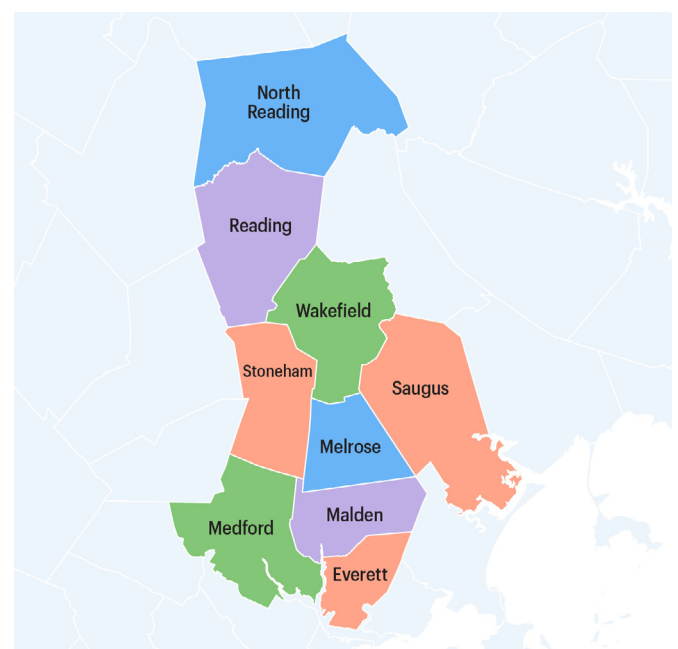 North
Reading
Reading
Wakefield
Stoneham
Saugus
Melrose
Malden
Medford
Everett